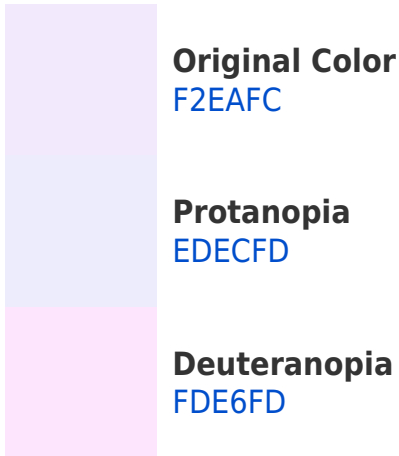 Original Color
F2EAFC
Protanopia
EDECFD
Deuteranopia
FDE6FD